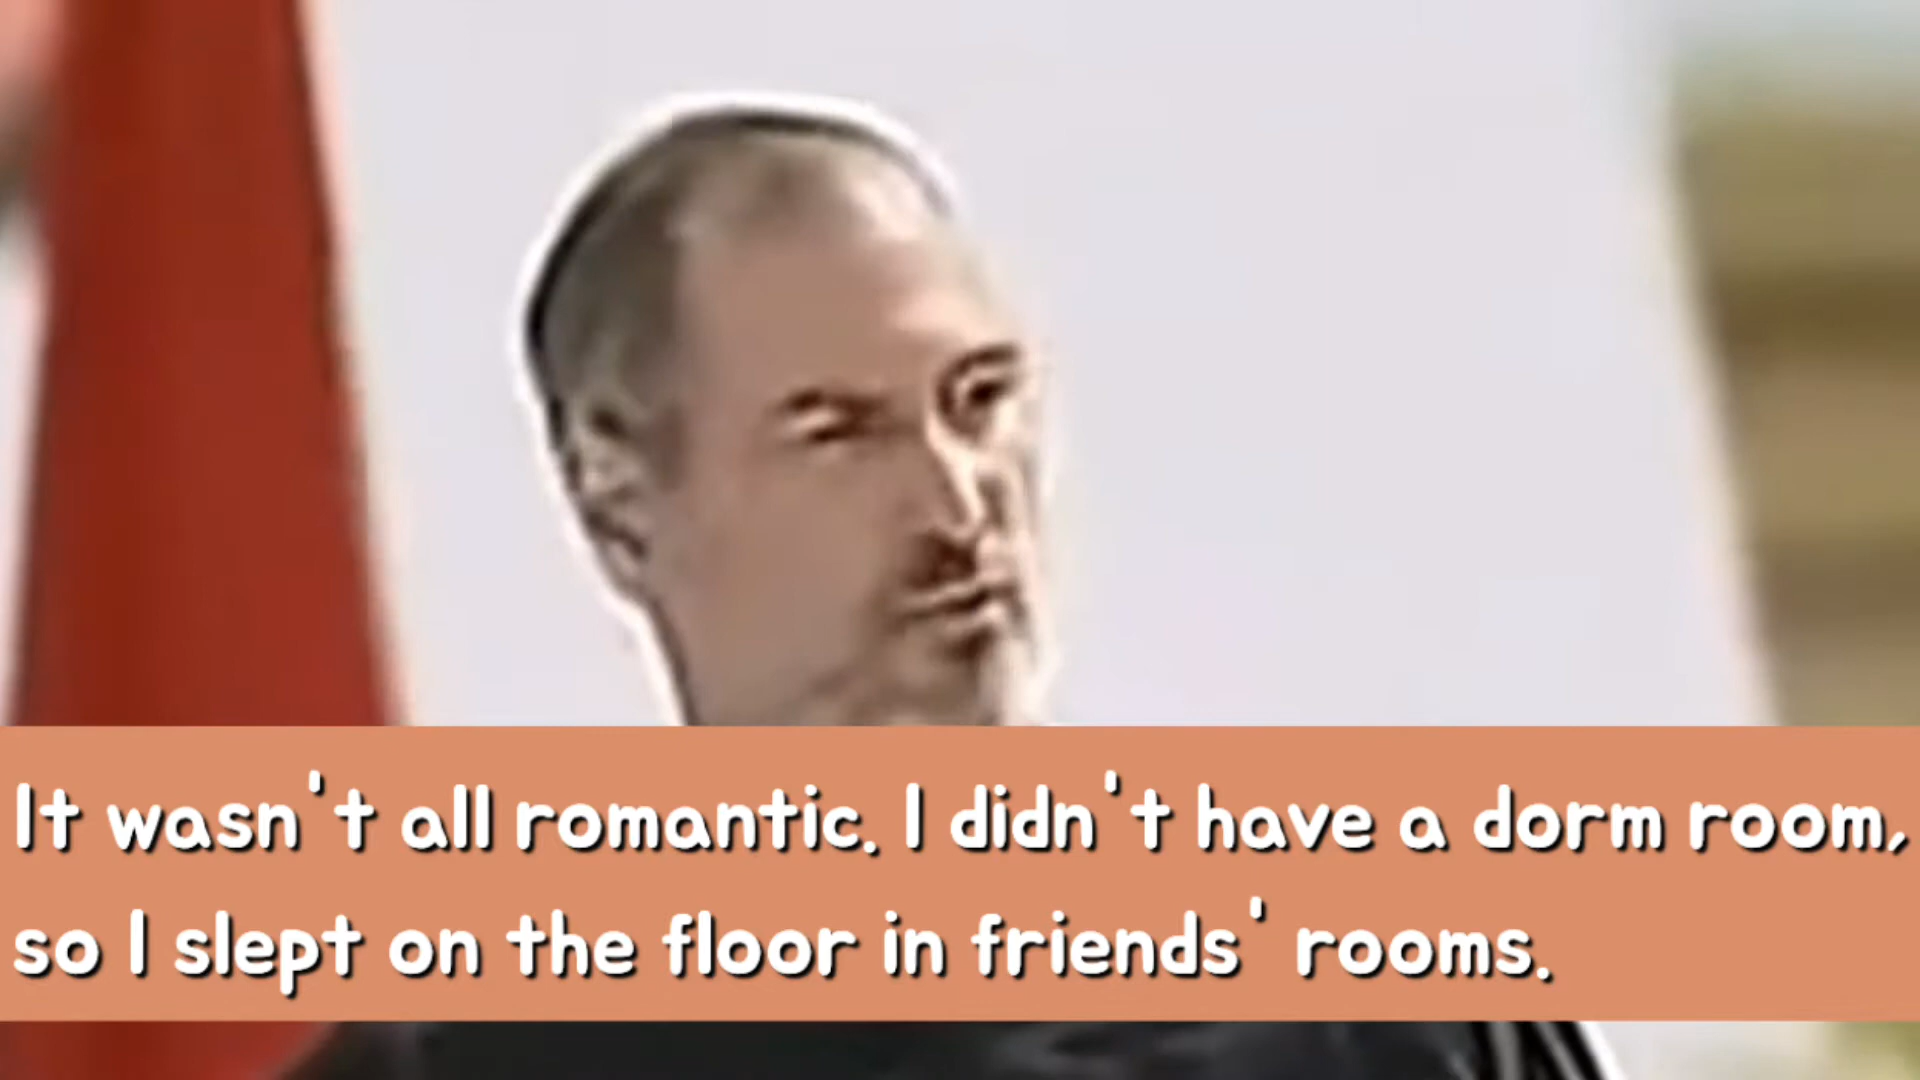 It wasn't all romantic. I didn't have a dorm room,
so I slept on the floor in friends' rooms.